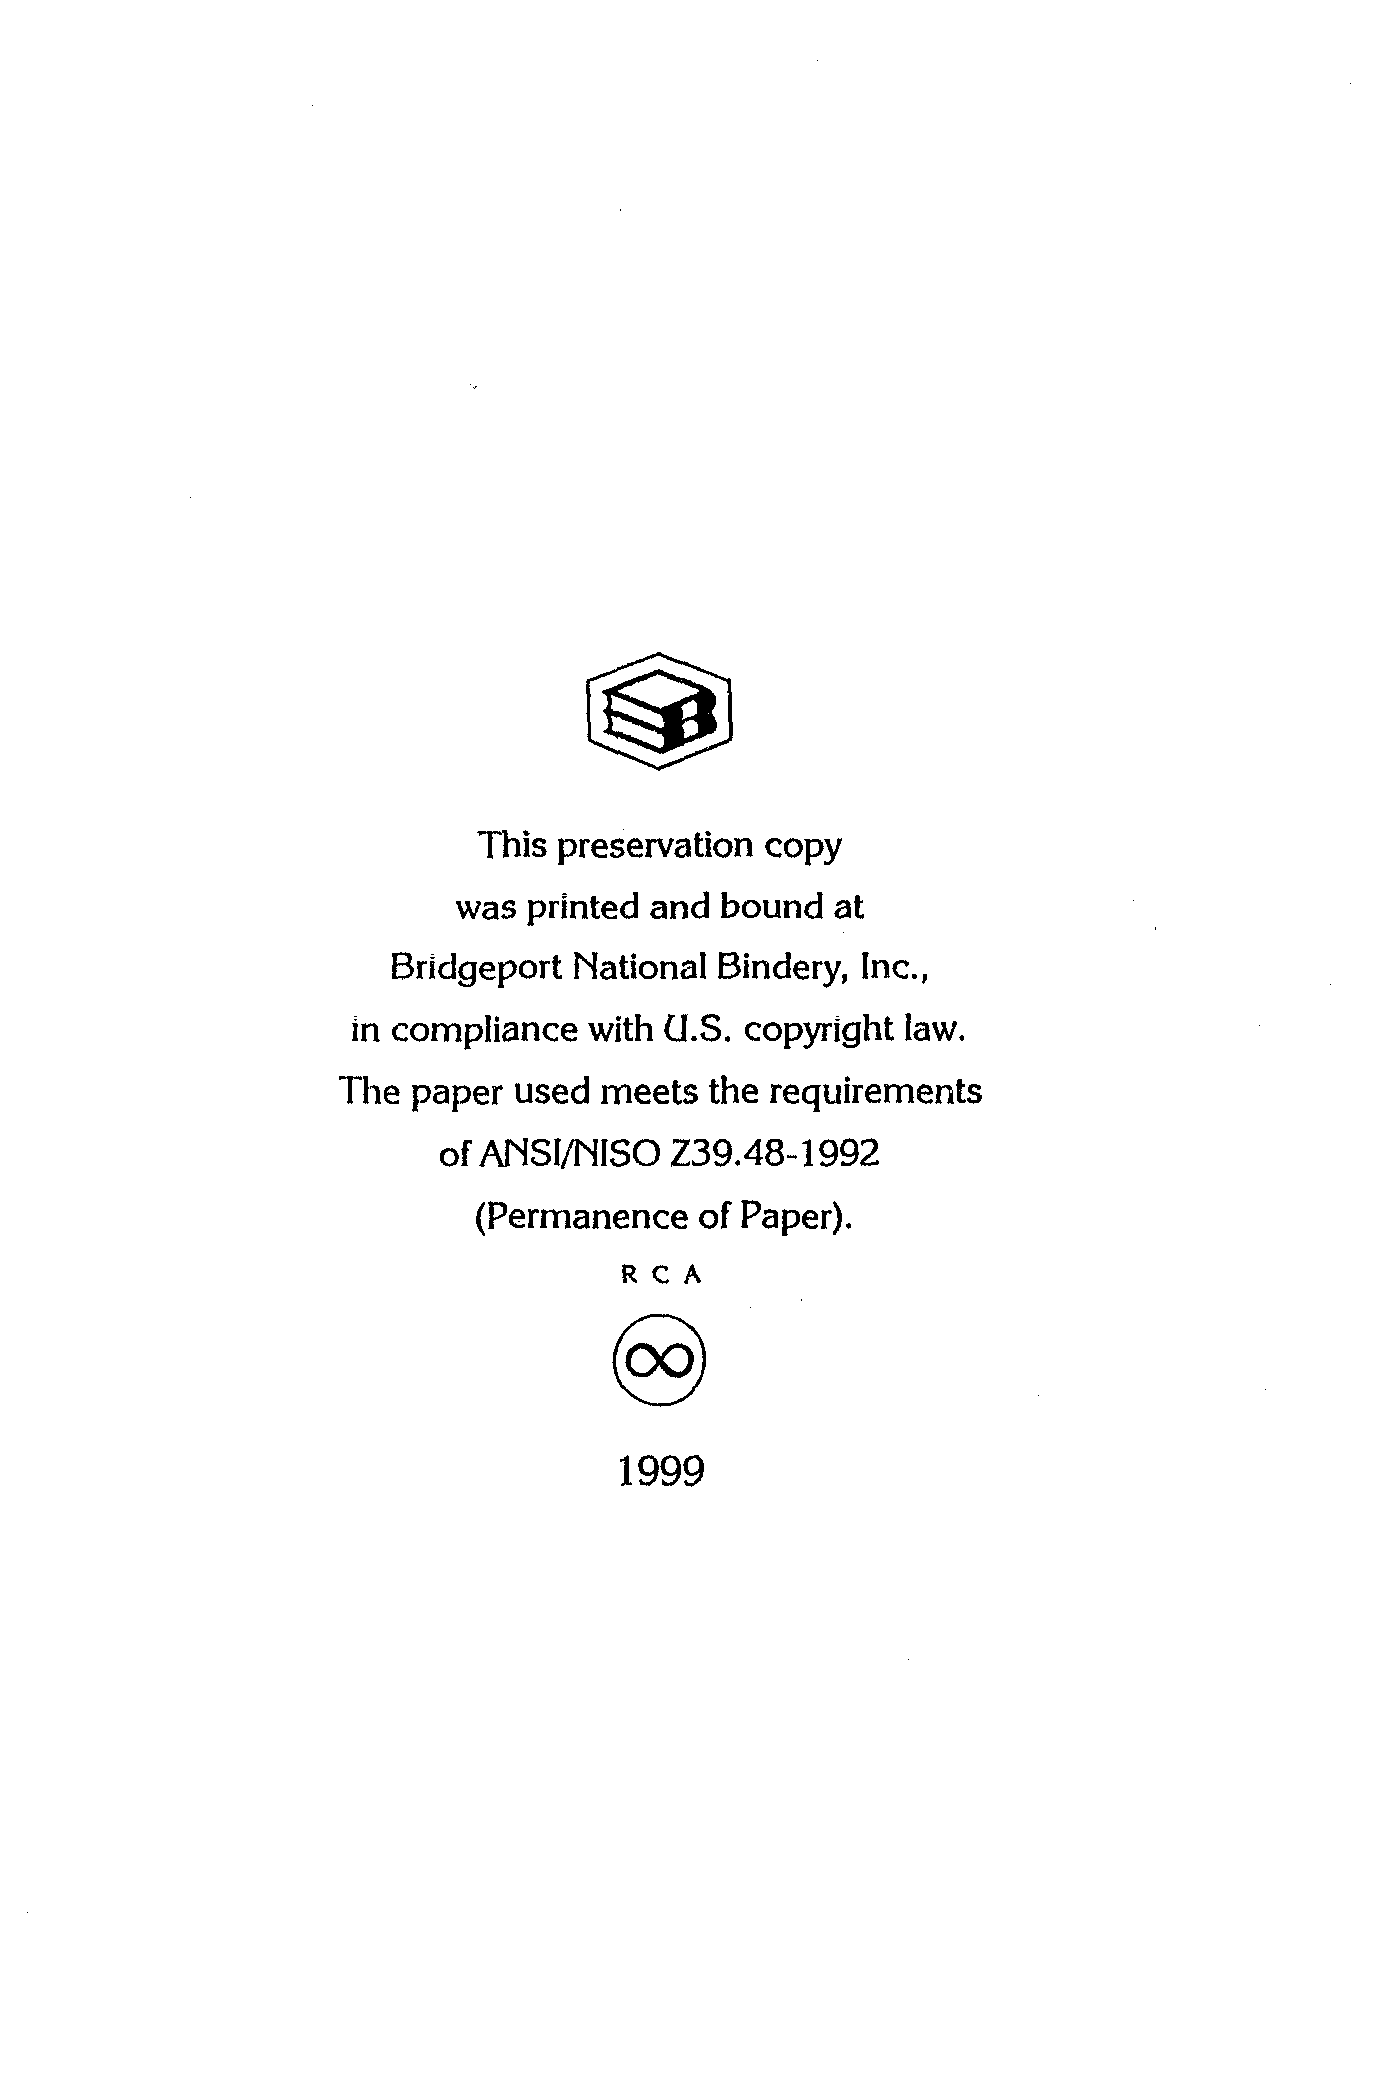 This preservation copy
was printed and bound at
Bridgeport National Bindery, Inc.,
in compliance with U.S. copyright law.
The paper used meets the requirements
of ANSI/NISO Z39.48-1992
(Permanence of Paper).
R C A
∞
1999